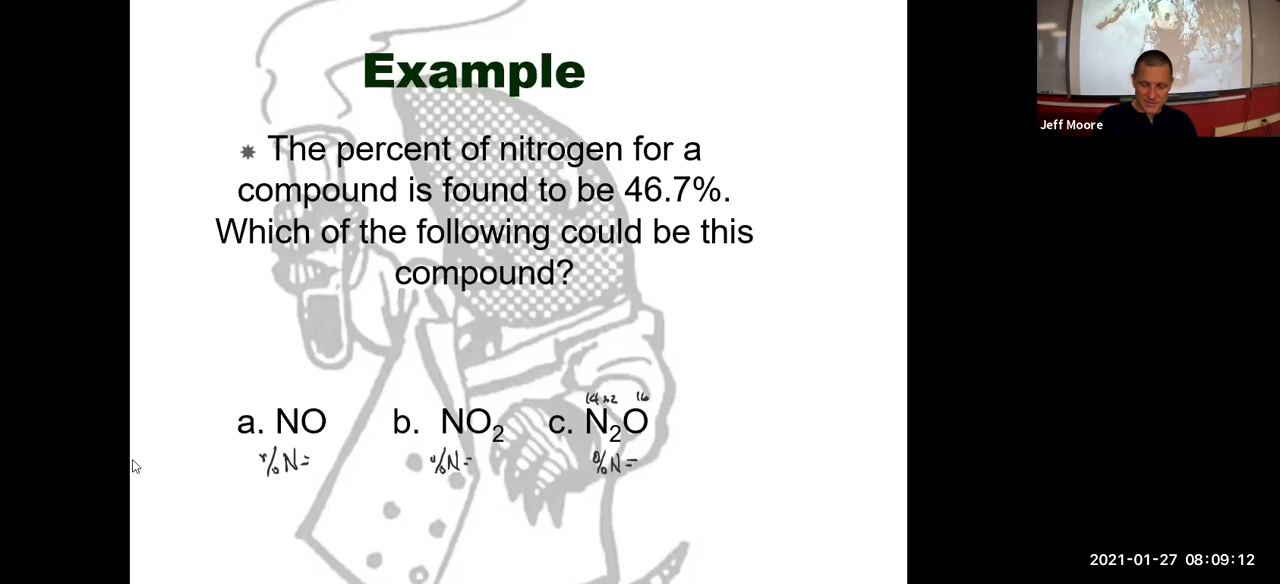 Example
The percent of nitrogen for a
compound is found to be 46.7%.
Which of the following could be this
compound?
14x2 16
a. NO b. NO₂ c. N₂O
%N= %N= %N=
Jeff Moore
2021-01-27 08:09:12